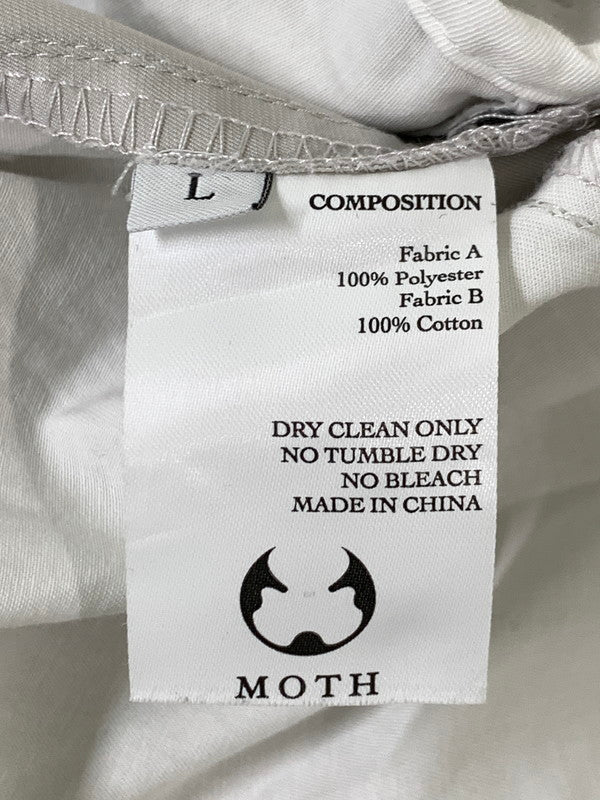 L
COMPOSITION
Fabric A
100% Polyester
Fabric B
100% Cotton
DRY CLEAN ONLY
NO TUMBLE DRY
NO BLEACH
MADE IN CHINA
MOTH